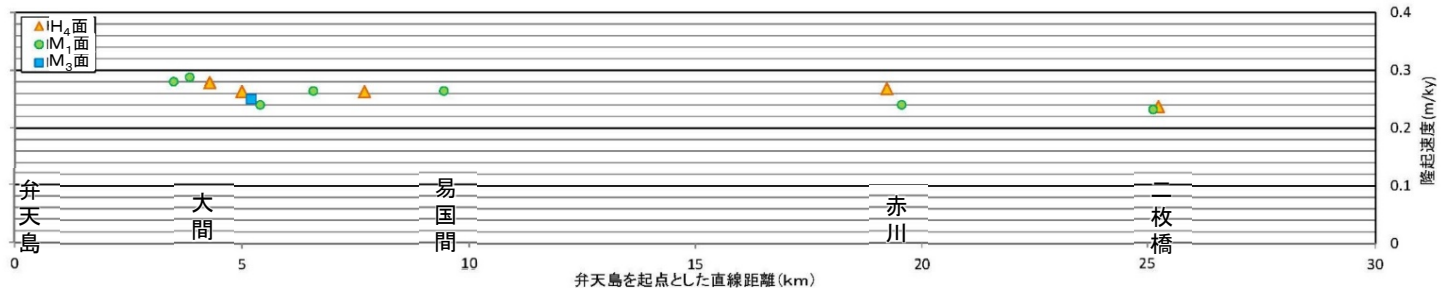 H4面
M1面
M3面
0.4
0.3
0.2
0.1
0
隆起速度(m/ky)
弁天島
大間
易国間
赤川
二枚橋
0
5
10
15
20
25
30
弁天島を起点とした直線距離(km)